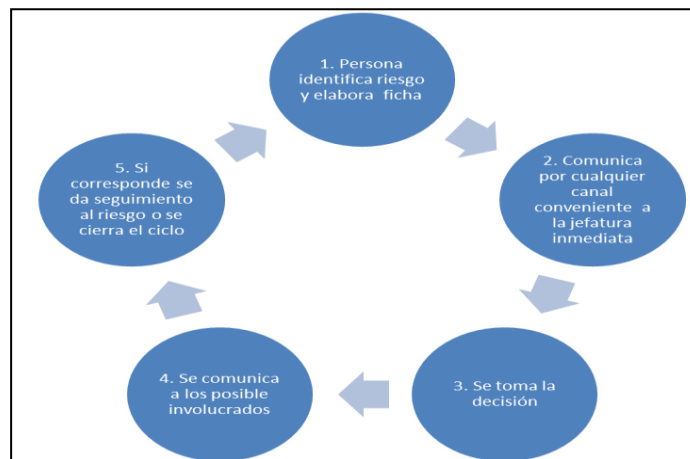 1. Persona
identifica riesgo
y elabora ficha
2. Comunica
por cualquier
canal
conveniente a
la jefatura
inmediata
3. Se toma la
decisión
4. Se comunica
a los posible
involucrados
5. Si
corresponde se
da seguimiento
al riesgo o se
cierra el ciclo